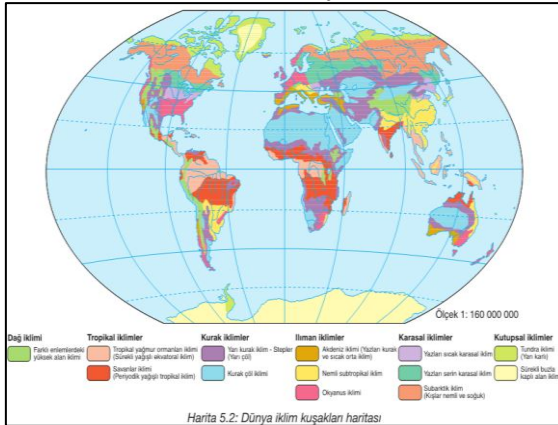 Ölçek 1: 160 000 000
Dağ iklimi
Farklı enlemlerdeki
yüksek alan iklimi
Tropikal iklimler
Tropikal yağmur ormanları iklimi
(Sürekli yağışlı ekvatoral iklim)
Savanlar iklimi
(Periyodik yağışlı tropikal iklim)
Kurak iklimler
Yarı kurak iklim - Stepler
(Yarı çöl)
Kurak çöl iklimi
Ilıman iklimler
Akdeniz iklimi (Yazları kurak
ve sıcak orta iklim)
Nemli subtropikal iklim
Okyanus iklimi
Karasal iklimler
Yazları sıcak karasal iklim
Yazları serin karasal iklim
Subarktik iklim
(Kışlar nemli ve soğuk)
Kutupsal iklimler
Tundra iklimi
(Yarı karlı)
Sürekli buzla
kaplı alan iklimi
Harita 5.2: Dünya iklim kuşakları haritası